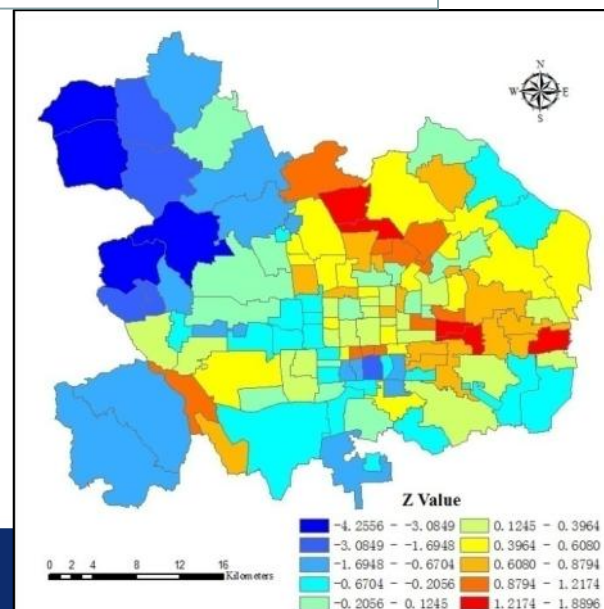 N
W E
S
Z Value
-4.2556 - -3.0849 0.1245 - 0.3964
-3.0849 - -1.6948 0.3964 - 0.6080
-1.6948 - -0.6704 0.6080 - 0.8794
-0.6704 - -0.2056 0.8794 - 1.2174
-0.2056 - 0.1245 1.2174 - 1.8896
0 2 4 8 12 16
Kilometers